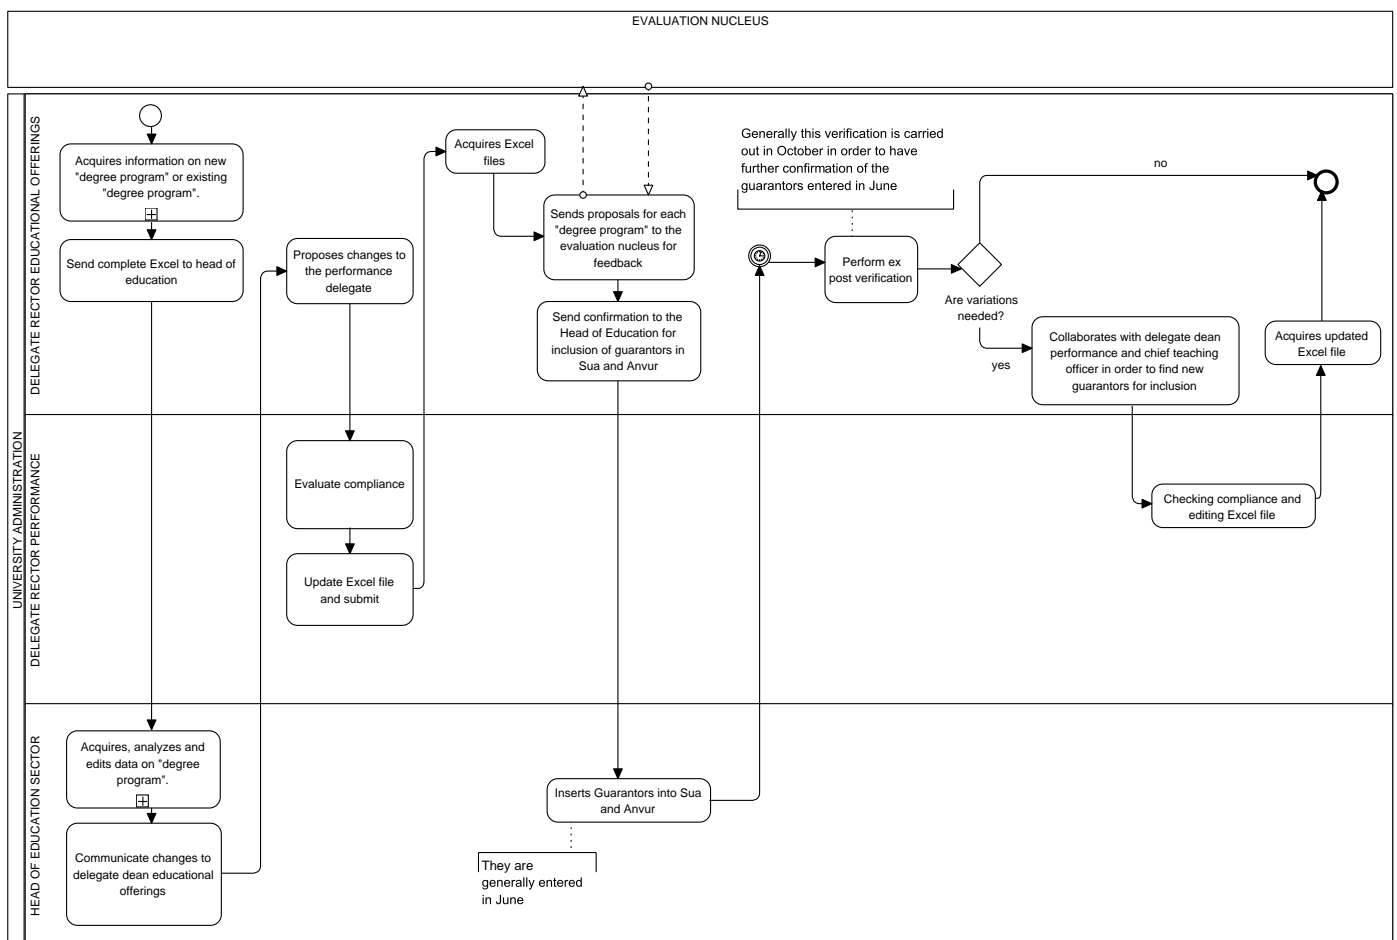 EVALUATION NUCLEUS
UNIVERSITY ADMINISTRATION
DELEGATE RECTOR EDUCATIONAL OFFERINGS
Acquires information on new
"degree program" or existing
"degree program".
Send complete Excel to head of
education
Proposes changes to
the performance
delegate
Acquires Excel
files
Sends proposals for each
"degree program" to the
evaluation nucleus for
feedback
Send confirmation to the
Head of Education for
inclusion of guarantors in
Sua and Anvur
Generally this verification is carried
out in October in order to have
further confirmation of the
guarantors entered in June
Perform ex
post verification
Are variations
needed?
no
yes
Collaborates with delegate dean
performance and chief teaching
officer in order to find new
guarantors for inclusion
Acquires updated
Excel file
DELEGATE RECTOR PERFORMANCE
Evaluate compliance
Update Excel file
and submit
Checking compliance and
editing Excel file
HEAD OF EDUCATION SECTOR
Acquires, analyzes and
edits data on "degree
program".
Communicate changes to
delegate dean educational
offerings
Inserts Guarantors into Sua
and Anvur
They are
generally entered
in June